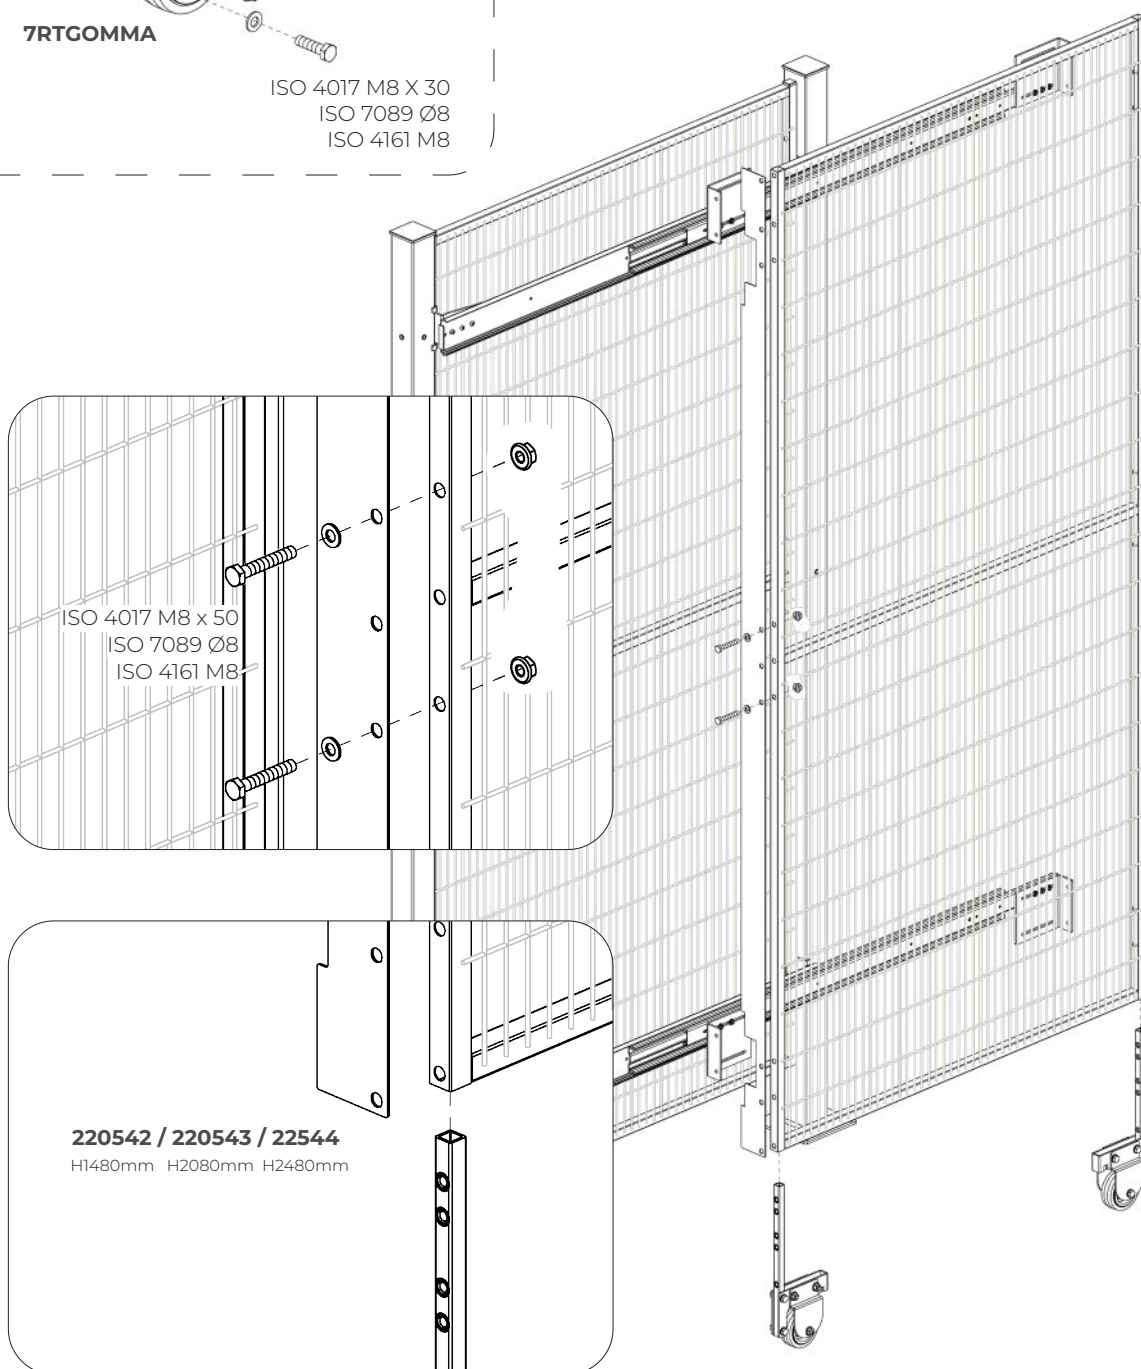 7RTGOMMA
ISO 4017 M8 X 30
ISO 7089 Ø8
ISO 4161 M8
ISO 4017 M8 x 50
ISO 7089 Ø8
ISO 4161 M8
220542 / 220543 / 22544
H1480mm H2080mm H2480mm